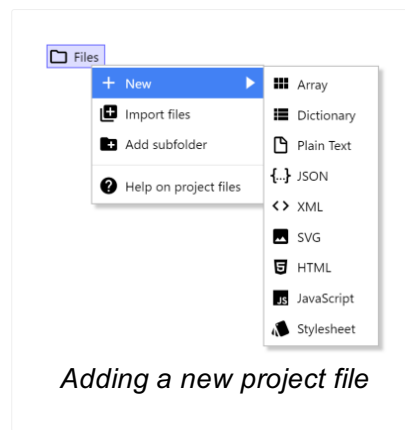 Files
New
Import files
Add subfolder
Help on project files
Array
Dictionary
Plain Text
{...} JSON
XML
SVG
HTML
JS JavaScript
Stylesheet
Adding a new project file